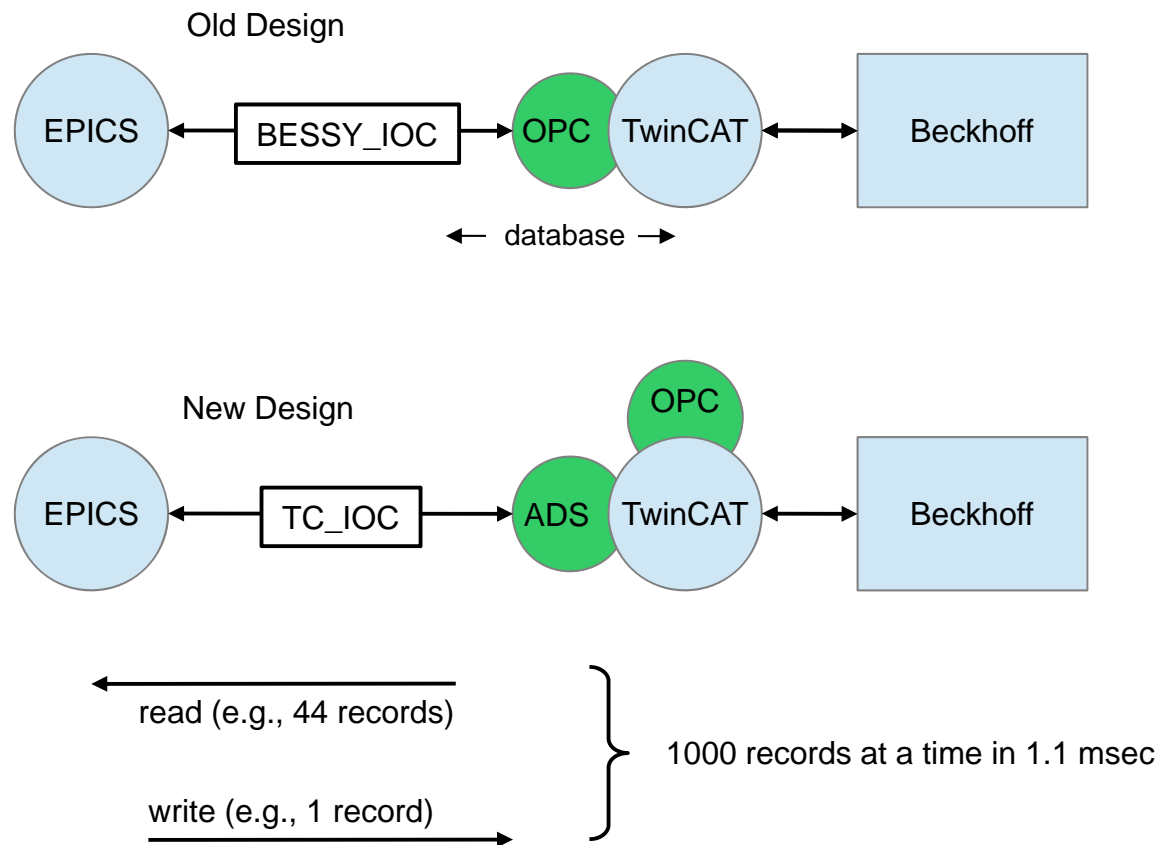 Old Design
EPICS
BESSY_IOC
OPC
TwinCAT
Beckhoff
database
New Design
OPC
EPICS
TC_IOC
ADS
TwinCAT
Beckhoff
read (e.g., 44 records)
1000 records at a time in 1.1 msec
write (e.g., 1 record)